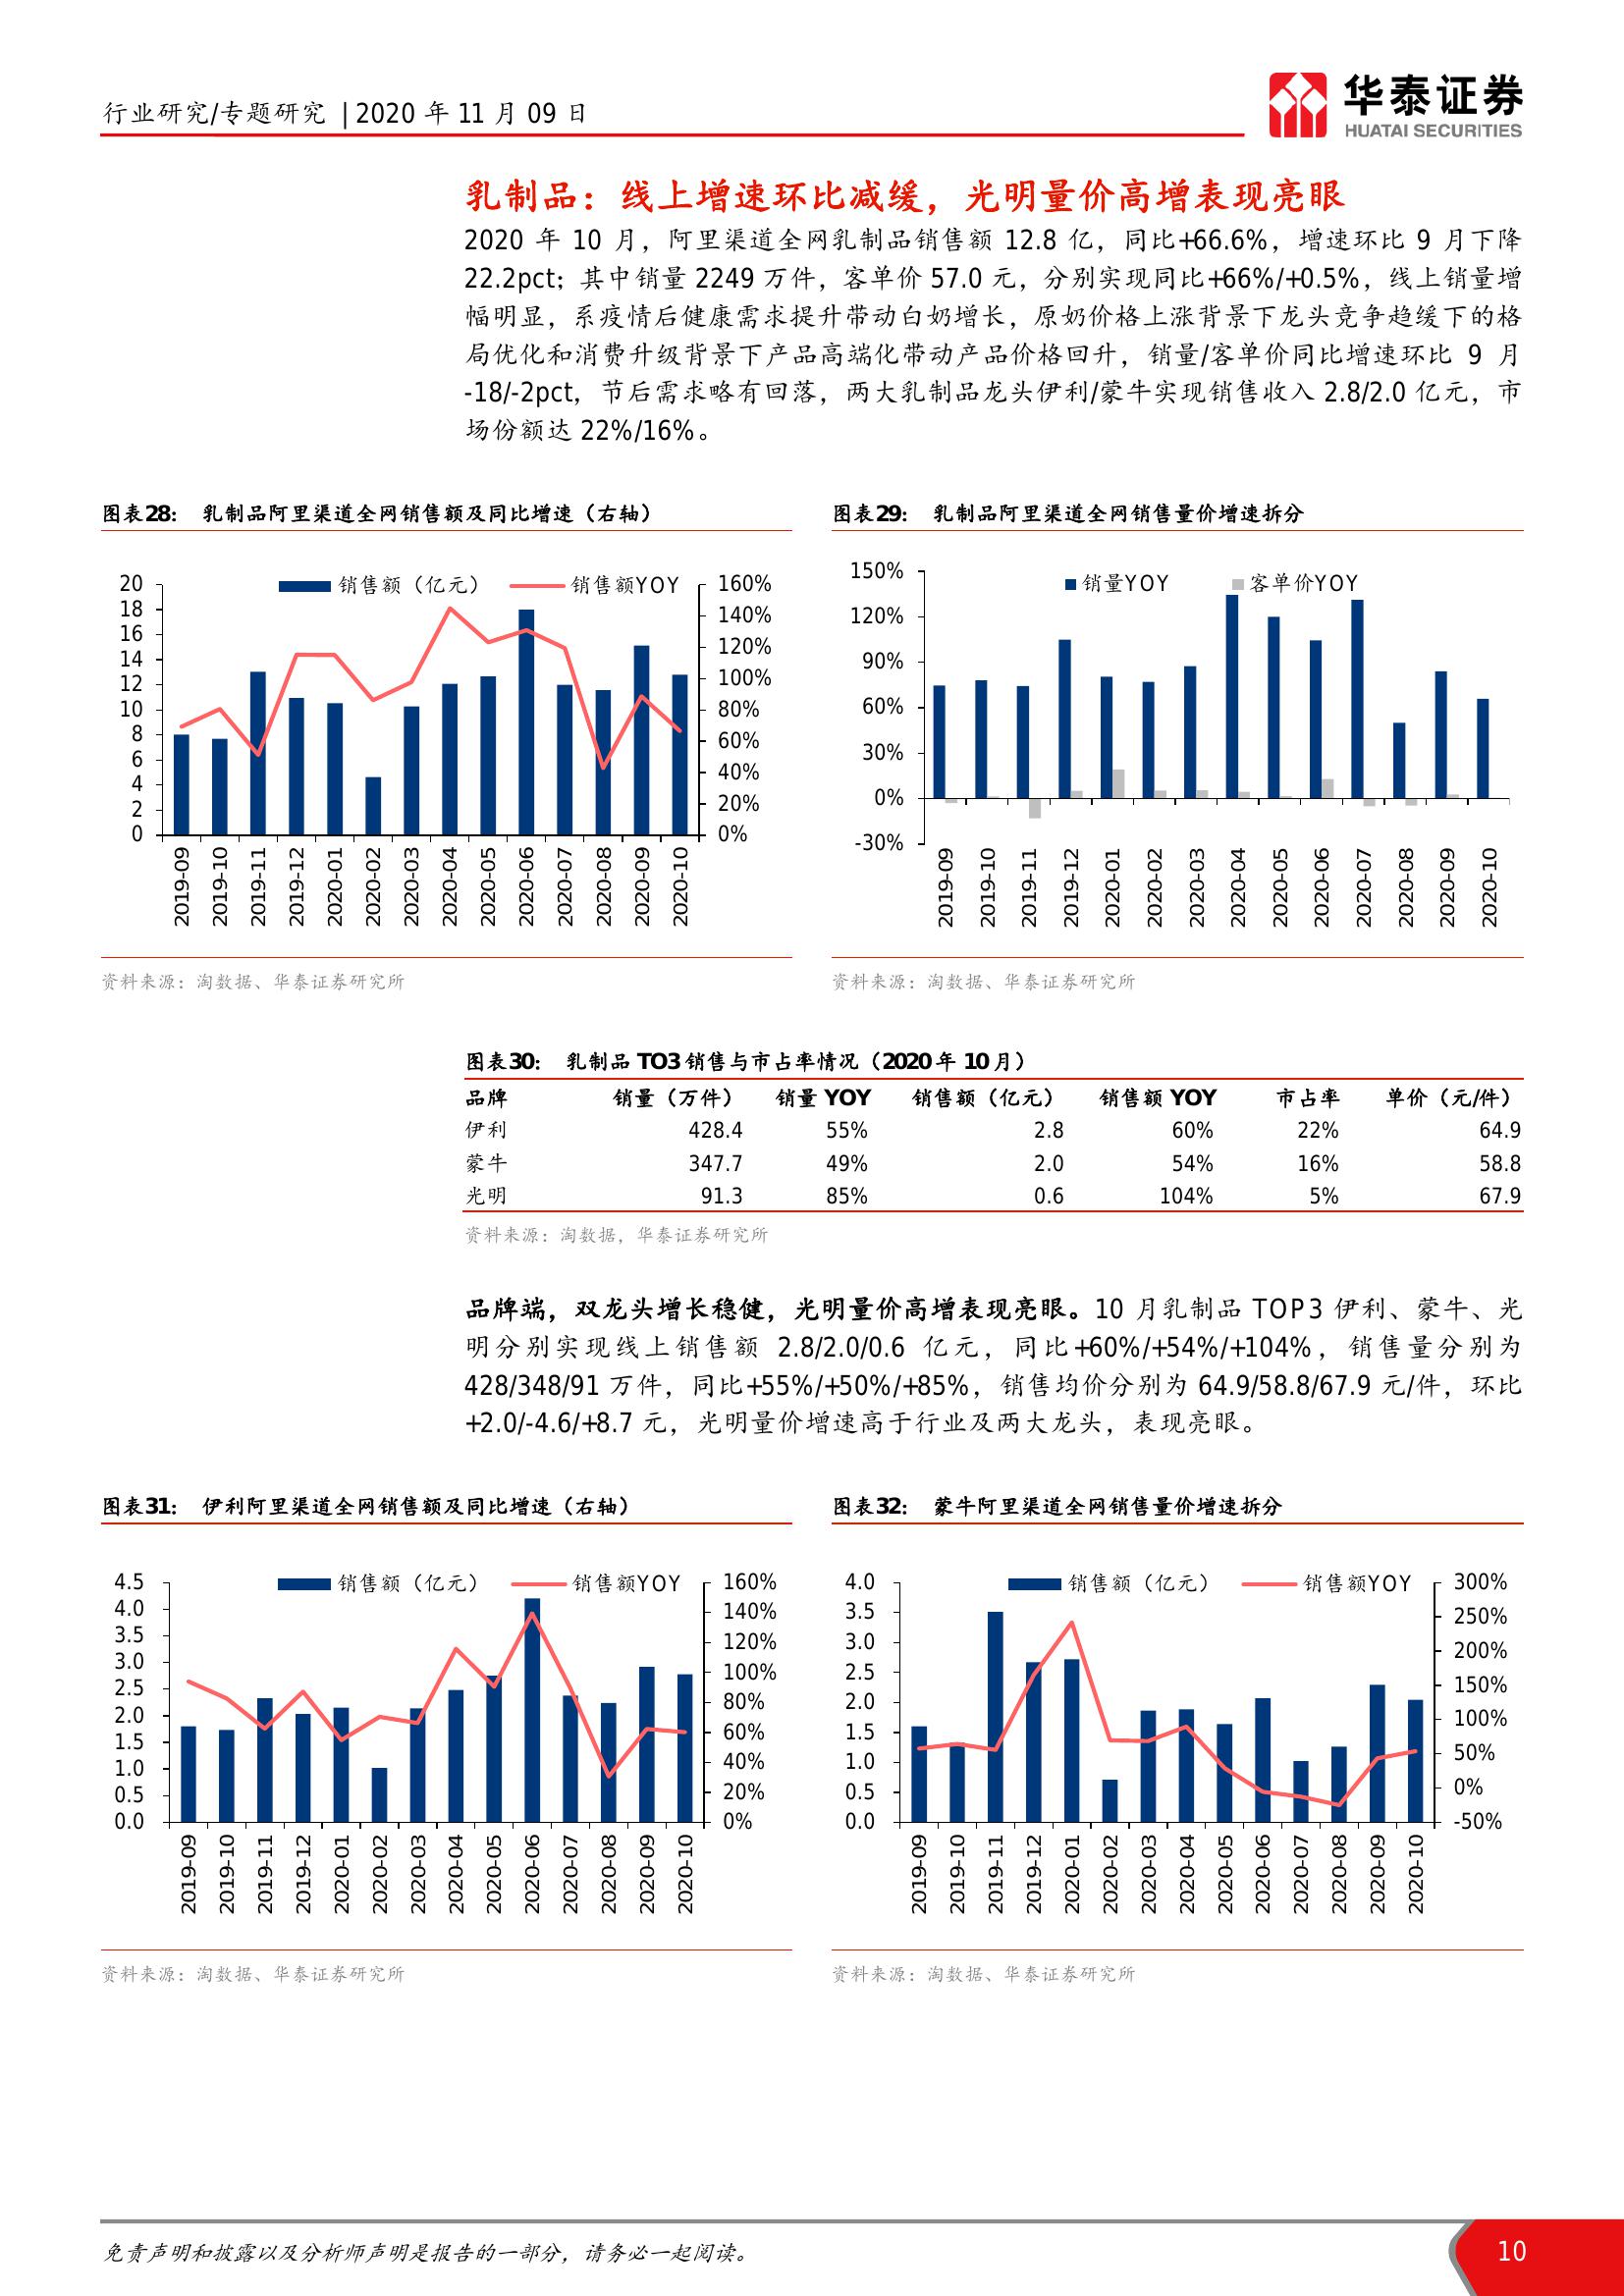 行业研究/专题研究 | 2020 年 11 月 09 日
华泰证券
HUATAI SECURITIES
乳制品：线上增速环比减缓，光明量价高增表现亮眼
2020 年 10 月，阿里渠道全网乳制品销售额 12.8 亿，同比+66.6%，增速环比 9 月下降
22.2pct；其中销量 2249 万件，客单价 57.0 元，分别实现同比+66%/+0.5%，线上销量增
幅明显，系疫情后健康需求提升带动白奶增长，原奶价格上涨背景下龙头竞争趋缓下的格
局优化和消费升级背景下产品高端化带动产品价格回升，销量/客单价同比增速环比 9 月
-18/-2pct，节后需求略有回落，两大乳制品龙头伊利/蒙牛实现销售收入 2.8/2.0 亿元，市
场份额达 22%/16%。
图表28： 乳制品阿里渠道全网销售额及同比增速（右轴）
销售额（亿元） 销售额YOY
20
18
16
14
12
10
8
6
4
2
0
160%
140%
120%
100%
80%
60%
40%
20%
0%
2019-09 2019-10 2019-11 2019-12 2020-01 2020-02 2020-03 2020-04 2020-05 2020-06 2020-07 2020-08 2020-09 2020-10
资料来源：淘数据、华泰证券研究所
图表29： 乳制品阿里渠道全网销售量价增速拆分
销量YOY 客单价YOY
150%
120%
90%
60%
30%
0%
-30%
2019-09 2019-10 2019-11 2019-12 2020-01 2020-02 2020-03 2020-04 2020-05 2020-06 2020-07 2020-08 2020-09 2020-10
资料来源：淘数据、华泰证券研究所
图表30： 乳制品 TO3 销售与市占率情况（2020 年 10 月）
品牌 销量（万件） 销量 YOY 销售额（亿元） 销售额 YOY 市占率 单价（元/件）
伊利 428.4 55% 2.8 60% 22% 64.9
蒙牛 347.7 49% 2.0 54% 16% 58.8
光明 91.3 85% 0.6 104% 5% 67.9
资料来源：淘数据，华泰证券研究所
品牌端，双龙头增长稳健，光明量价高增表现亮眼。10 月乳制品 TOP3 伊利、蒙牛、光
明分别实现线上销售额 2.8/2.0/0.6 亿元，同比+60%/+54%/+104%，销售量分别为
428/348/91 万件，同比+55%/+50%/+85%，销售均价分别为 64.9/58.8/67.9 元/件，环比
+2.0/-4.6/+8.7 元，光明量价增速高于行业及两大龙头，表现亮眼。
图表31： 伊利阿里渠道全网销售额及同比增速（右轴）
销售额（亿元） 销售额YOY
4.5
4.0
3.5
3.0
2.5
2.0
1.5
1.0
0.5
0.0
160%
140%
120%
100%
80%
60%
40%
20%
0%
2019-09 2019-10 2019-11 2019-12 2020-01 2020-02 2020-03 2020-04 2020-05 2020-06 2020-07 2020-08 2020-09 2020-10
资料来源：淘数据、华泰证券研究所
图表32： 蒙牛阿里渠道全网销售量价增速拆分
销售额（亿元） 销售额YOY
4.0
3.5
3.0
2.5
2.0
1.5
1.0
0.5
0.0
300%
250%
200%
150%
100%
50%
0%
-50%
2019-09 2019-10 2019-11 2019-12 2020-01 2020-02 2020-03 2020-04 2020-05 2020-06 2020-07 2020-08 2020-09 2020-10
资料来源：淘数据、华泰证券研究所
免责声明和披露以及分析师声明是报告的一部分，请务必一起阅读。
10